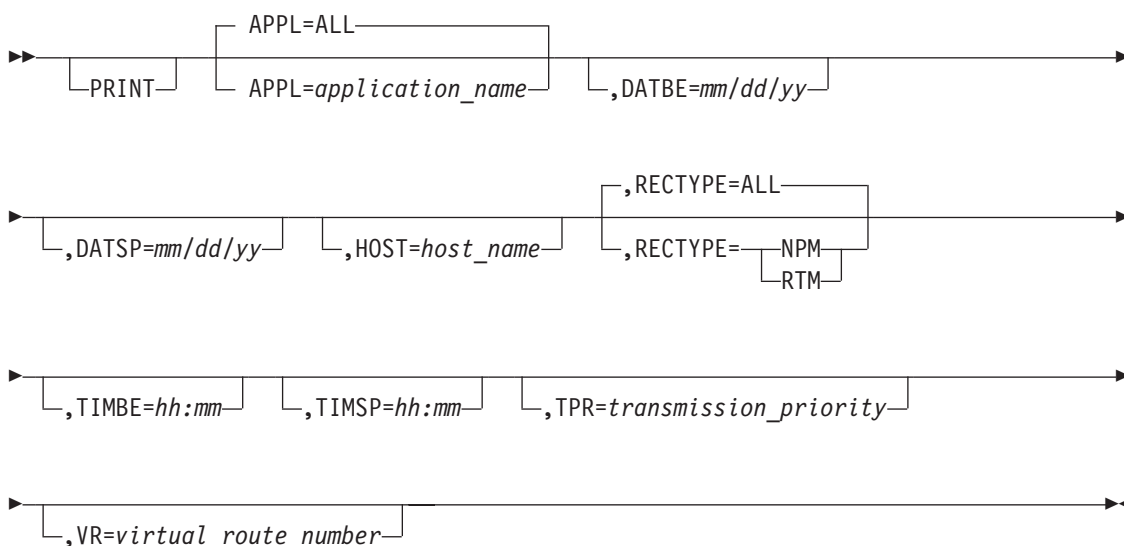 APPL=ALL
PRINT APPL=application_name ,DATBE=mm/dd/yy
,RECTYPE=ALL
,DATSP=mm/dd/yy ,HOST=host_name ,RECTYPE= NPM
RTM
,TIMBE=hh:mm ,TIMSP=hh:mm ,TPR=transmission_priority
,VR=virtual route number